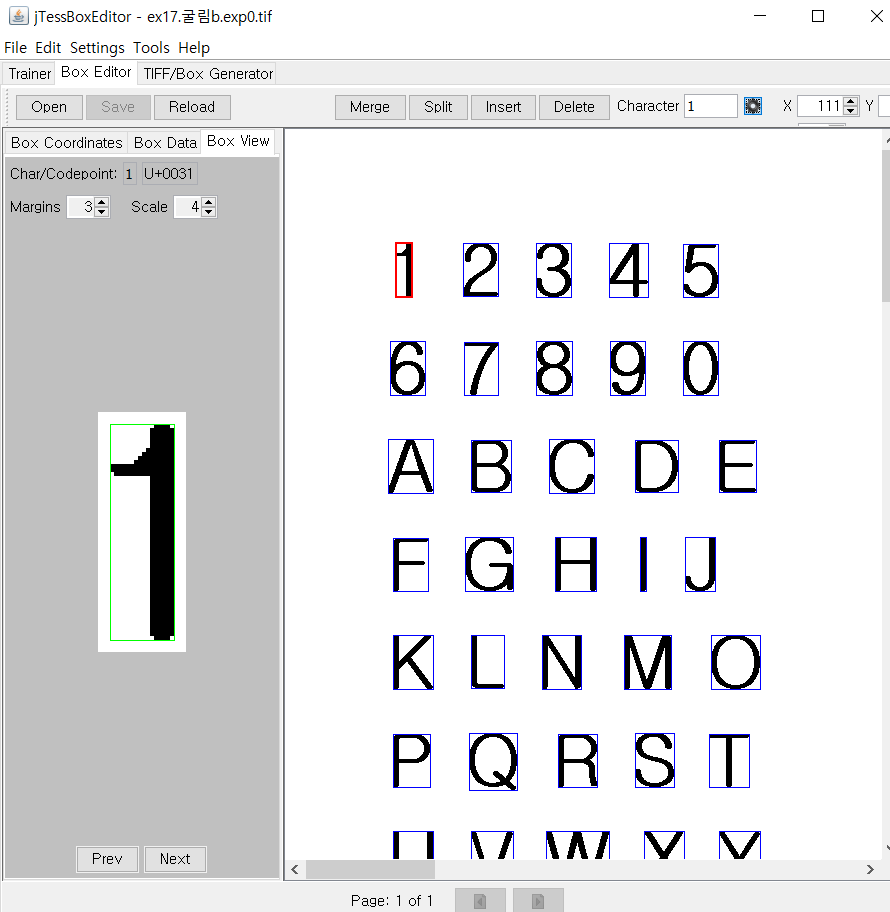 jTessBoxEditor - ex17.굴림b.exp0.tif
File Edit Settings Tools Help
Trainer Box Editor TIFF/Box Generator
Open Save Reload Merge Split Insert Delete Character 1 X 111 Y
Box Coordinates Box Data Box View
Char/Codepoint: 1 U+0031
Margins 3 Scale 4
1
Prev Next
1 2 3 4 5
6 7 8 9 0
A B C D E
F G H I J
K L N M O
P Q R S T
U V W X Y
Page: 1 of 1